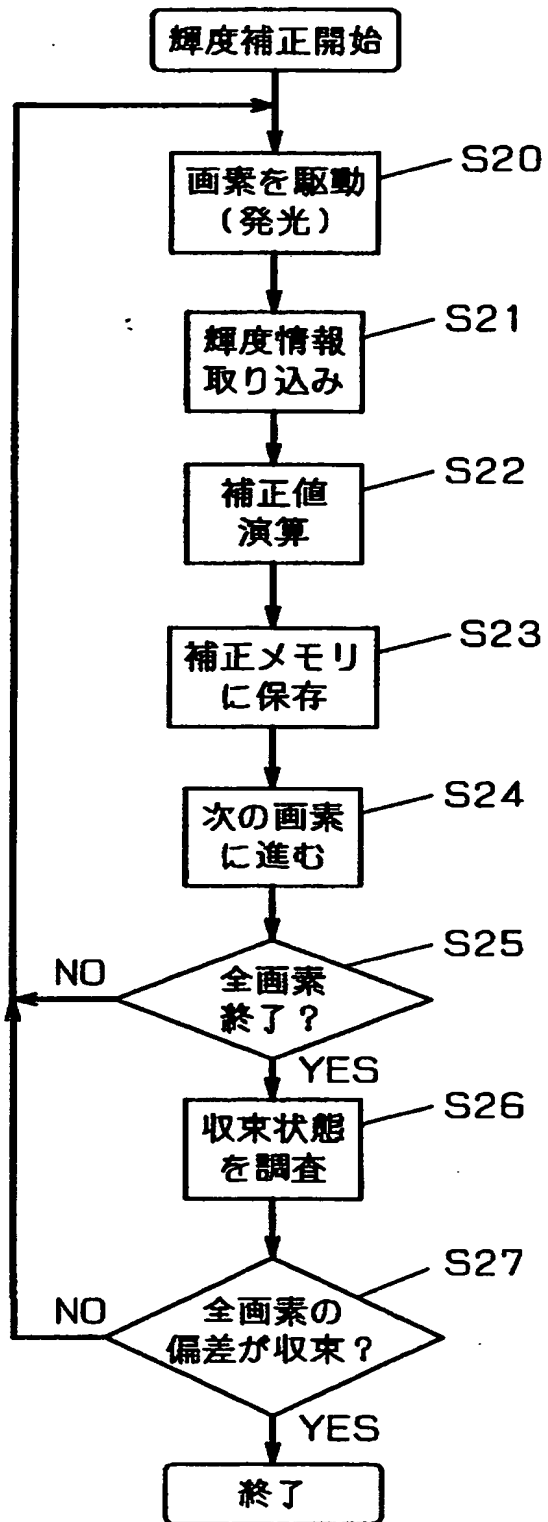 輝度補正開始
S20
画素を駆動
(発光)
S21
輝度情報
取り込み
S22
補正値
演算
S23
補正メモリ
に保存
S24
次の画素
に進む
S25
NO
全画素
終了?
YES
S26
収束状態
を調査
S27
NO
全画素の
偏差が収束?
YES
終了